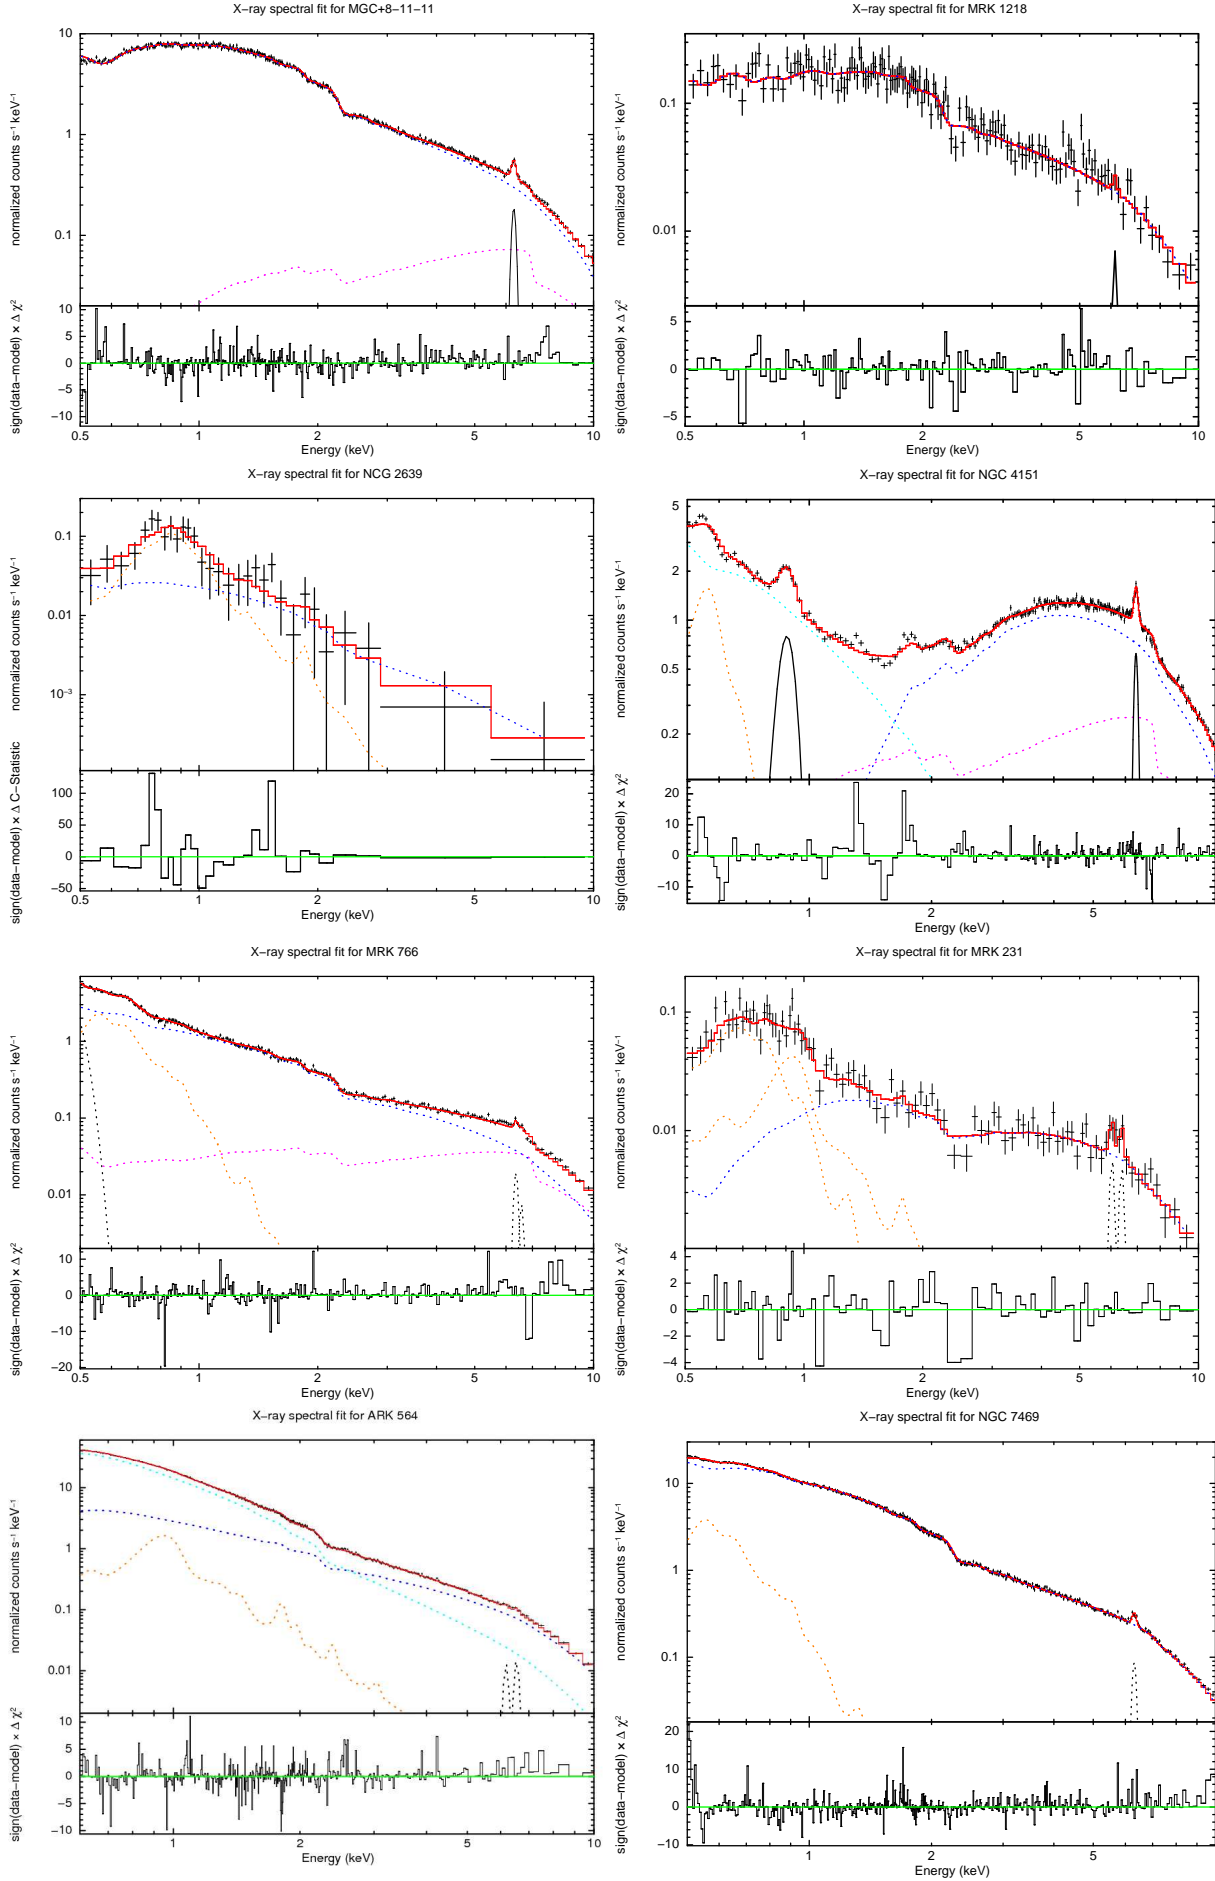 X−ray spectral fit for MGC+8−11−11
normalized counts s⁻¹ keV⁻¹
10
1
0.1
sign(data−model) × Δ χ²
10
5
0
−5
−10
0.5 1 2 5 10
Energy (keV)
X−ray spectral fit for MRK 1218
normalized counts s⁻¹ keV⁻¹
0.1
0.01
sign(data−model) × Δ χ²
5
0
−5
0.5 1 2 5 10
Energy (keV)
X−ray spectral fit for NCG 2639
normalized counts s⁻¹ keV⁻¹
0.1
0.01
10⁻³
sign(data−model) × Δ C−Statistic
100
50
0
−50
0.5 1 2 5 10
Energy (keV)
X−ray spectral fit for NGC 4151
normalized counts s⁻¹ keV⁻¹
5
2
1
0.5
0.2
sign(data−model) × Δ χ²
20
10
0
−10
1 2 5
Energy (keV)
X−ray spectral fit for MRK 766
normalized counts s⁻¹ keV⁻¹
1
0.1
0.01
sign(data−model) × Δ χ²
10
0
−10
−20
0.5 1 2 5 10
Energy (keV)
X−ray spectral fit for MRK 231
normalized counts s⁻¹ keV⁻¹
0.1
0.01
sign(data−model) × Δ χ²
4
2
0
−2
−4
0.5 1 2 5 10
Energy (keV)
X−ray spectral fit for ARK 564
normalized counts s⁻¹ keV⁻¹
10
1
0.1
0.01
sign(data−model) × Δ χ²
10
5
0
−5
−10
1 2 5 10
Energy (keV)
X−ray spectral fit for NGC 7469
normalized counts s⁻¹ keV⁻¹
10
1
0.1
sign(data−model) × Δ χ²
20
10
0
−10
1 2 5
Energy (keV)